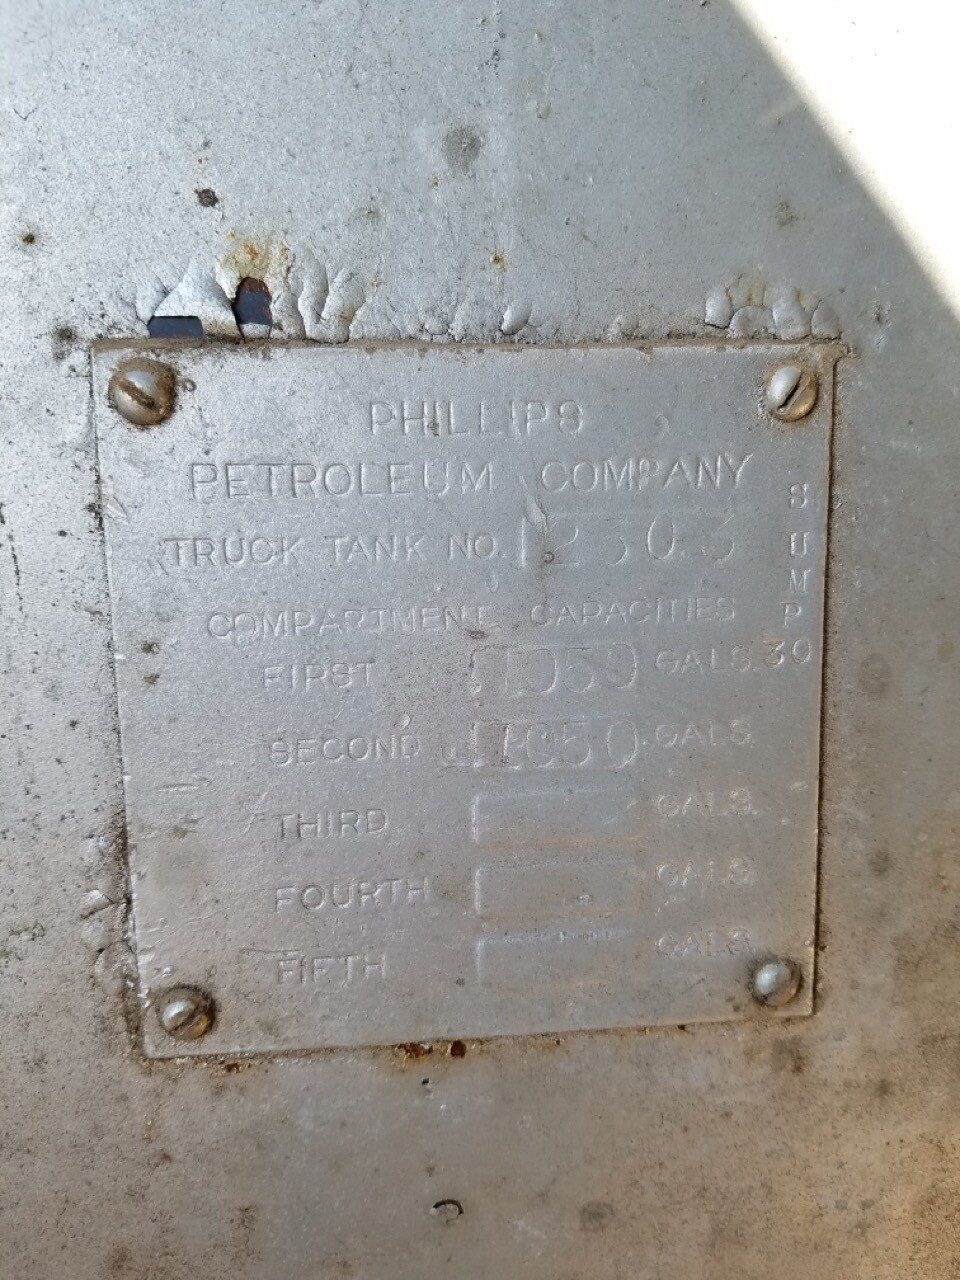 PHILLIPS
PETROLEUM COMPANY
TRUCK TANK NO. 12303
COMPARTMENT CAPACITIES
FIRST 1059 GALS. 30
SECOND GALS.
THIRD GALS.
FOURTH GALS.
FIFTH GALS.
SUMP